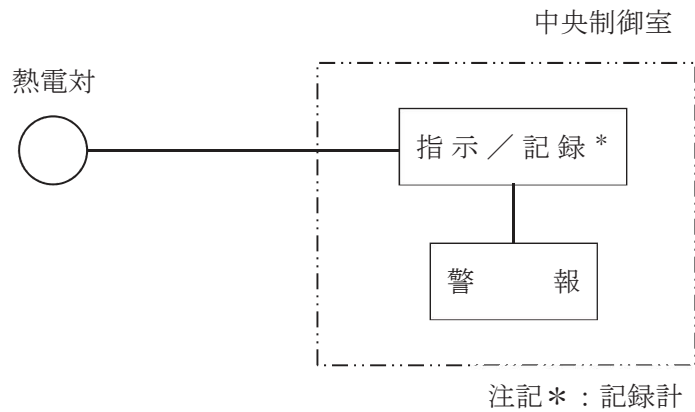 中央制御室
熱電対
指示／記録*
警報
注記＊：記録計